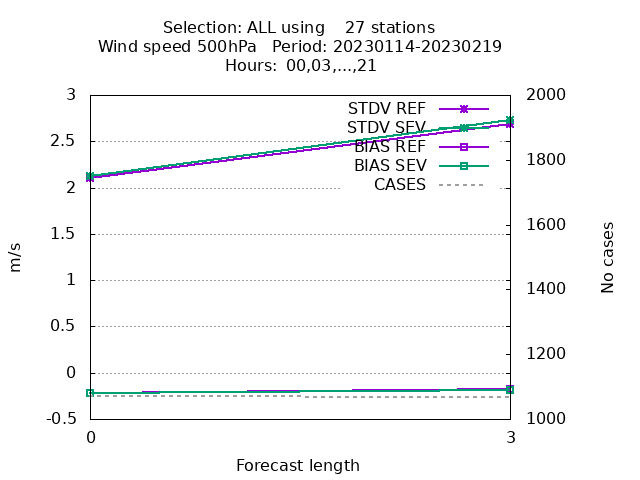 Selection: ALL using    27 stations
Wind speed 500hPa   Period: 20230114-20230219
Hours: 00,03,...,21
3
2.5
2
1.5
1
0.5
0
-0.5
2000
1800
1600
1400
1200
1000
STDV REF
STDV SEV
BIAS REF
BIAS SEV
CASES
m/s
No cases
0
3
Forecast length